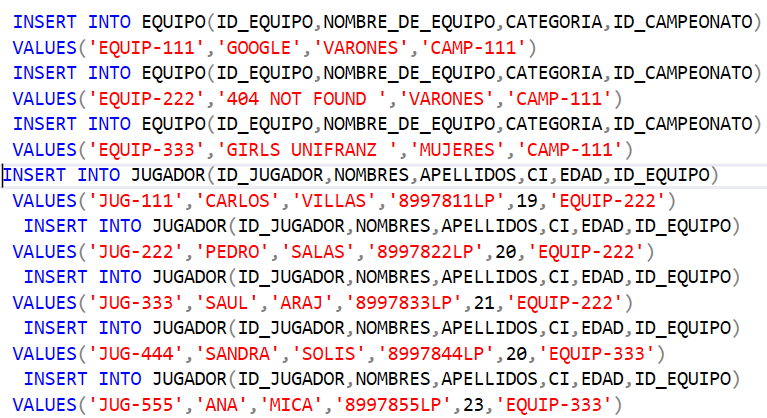 INSERT INTO EQUIPO(ID_EQUIPO,NOMBRE_DE_EQUIPO,CATEGORIA,ID_CAMPEONATO)
VALUES('EQUIP-111','GOOGLE','VARONES','CAMP-111')
INSERT INTO EQUIPO(ID_EQUIPO,NOMBRE_DE_EQUIPO,CATEGORIA,ID_CAMPEONATO)
VALUES('EQUIP-222','404 NOT FOUND ','VARONES','CAMP-111')
INSERT INTO EQUIPO(ID_EQUIPO,NOMBRE_DE_EQUIPO,CATEGORIA,ID_CAMPEONATO)
VALUES('EQUIP-333','GIRLS UNIFRANZ ','MUJERES','CAMP-111')
INSERT INTO JUGADOR(ID_JUGADOR,NOMBRES,APELLIDOS,CI,EDAD,ID_EQUIPO)
VALUES('JUG-111','CARLOS','VILLAS','8997811LP',19,'EQUIP-222')
INSERT INTO JUGADOR(ID_JUGADOR,NOMBRES,APELLIDOS,CI,EDAD,ID_EQUIPO)
VALUES('JUG-222','PEDRO','SALAS','8997822LP',20,'EQUIP-222')
INSERT INTO JUGADOR(ID_JUGADOR,NOMBRES,APELLIDOS,CI,EDAD,ID_EQUIPO)
VALUES('JUG-333','SAUL','ARAJ','8997833LP',21,'EQUIP-222')
INSERT INTO JUGADOR(ID_JUGADOR,NOMBRES,APELLIDOS,CI,EDAD,ID_EQUIPO)
VALUES('JUG-444','SANDRA','SOLIS','8997844LP',20,'EQUIP-333')
INSERT INTO JUGADOR(ID_JUGADOR,NOMBRES,APELLIDOS,CI,EDAD,ID_EQUIPO)
VALUES('JUG-555','ANA','MICA','8997855LP',23,'EQUIP-333')